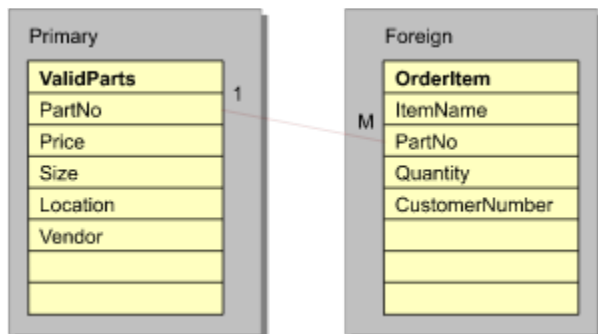 Primary
ValidParts
PartNo
Price
Size
Location
Vendor
1
M
Foreign
OrderItem
ItemName
PartNo
Quantity
CustomerNumber